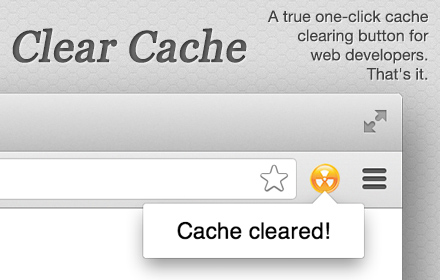 Clear Cache
A true one-click cache
clearing button for
web developers.
That's it.
Cache cleared!